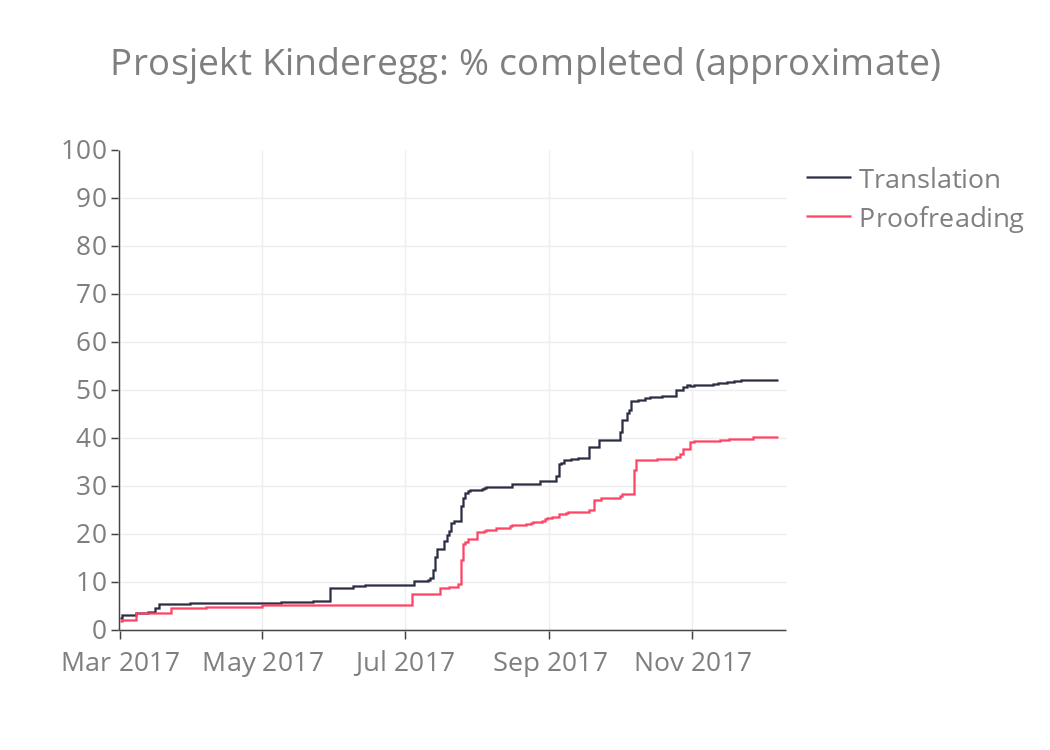 Prosjekt Kinderegg: % completed (approximate)
100
90
80
70
60
50
40
30
20
10
0
Mar 2017 May 2017 Jul 2017 Sep 2017 Nov 2017
Translation
Proofreading